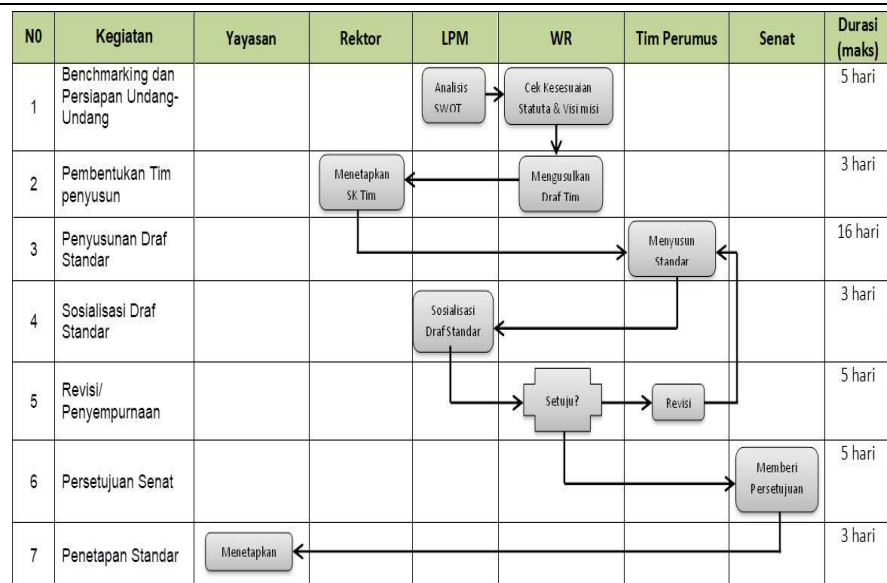 N0 Kegiatan Yayasan Rektor LPM WR Tim Perumus Senat Durasi
(maks)
1
Benchmarking dan
Persiapan Undang-
Undang
Analisis
SWOT
Cek Kesesuaian
Statuta & Visi misi
5 hari
2
Pembentukan Tim
penyusun
Menetapkan
SK Tim
Mengusulkan
Draf Tim
3 hari
3
Penyusunan Draf
Standar
Menyusun
Standar
16 hari
4
Sosialisasi Draf
Standar
Sosialisasi
Draf Standar
3 hari
5
Revisi/
Penyempurnaan
Setuju?
Revisi
5 hari
6
Persetujuan Senat
Memberi
Persetujuan
5 hari
7
Penetapan Standar
Menetapkan
3 hari